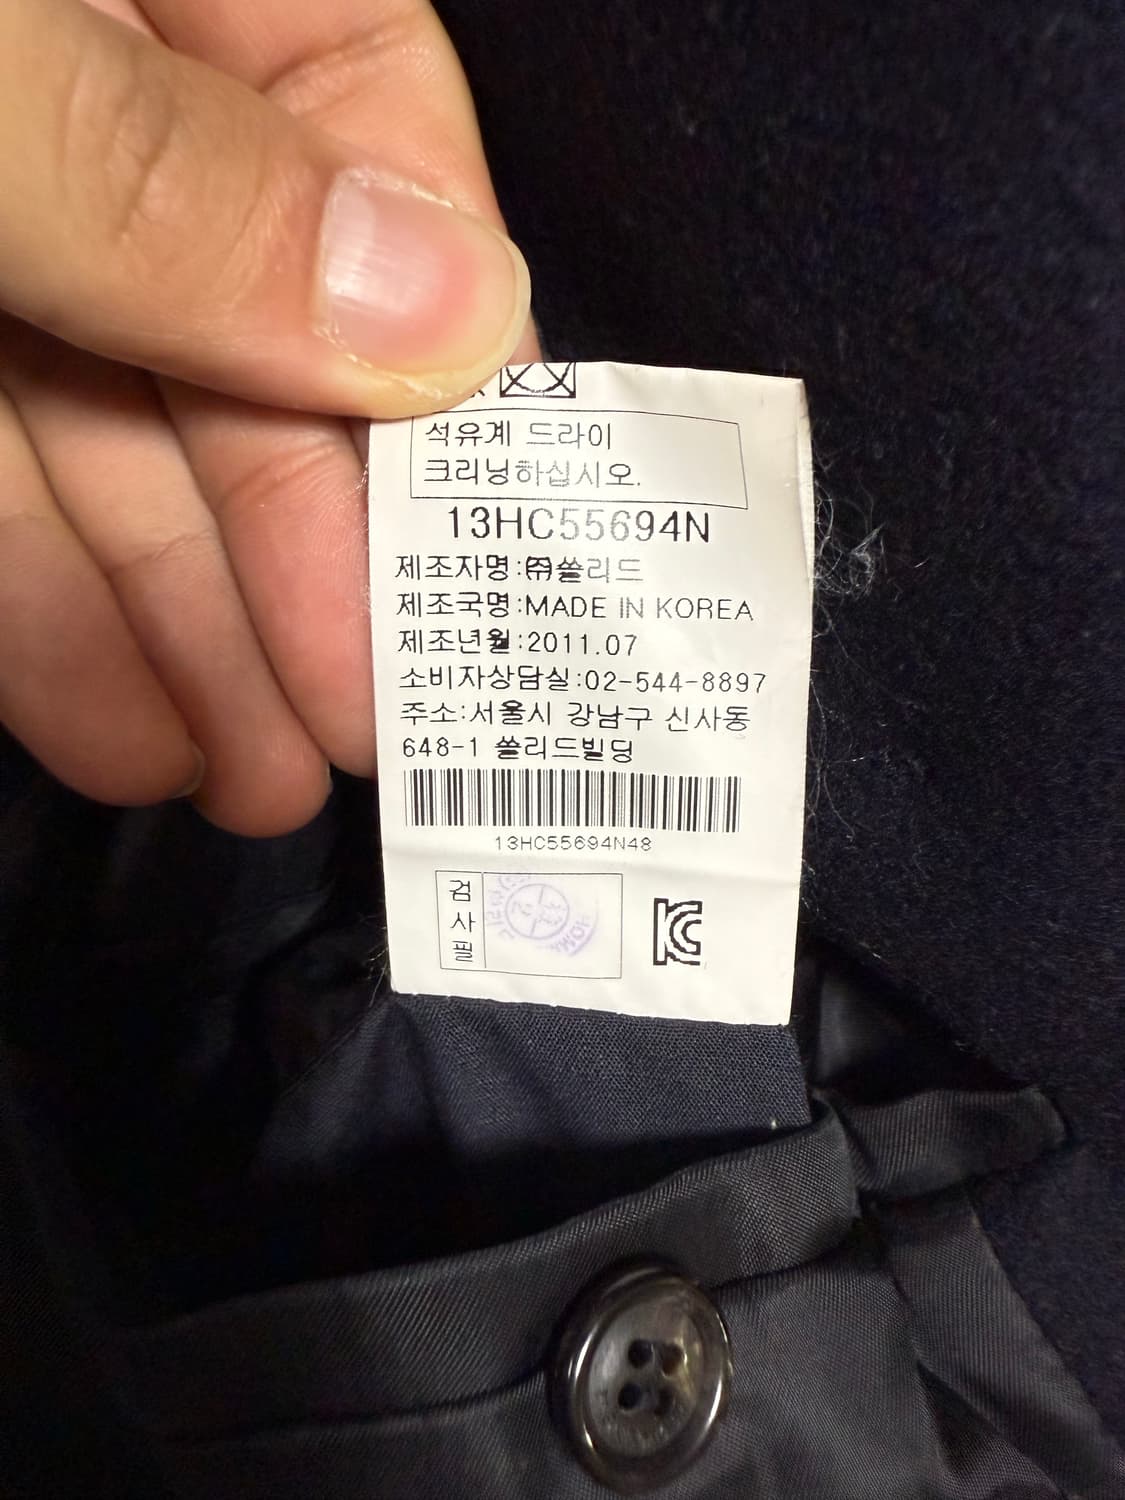 석유계 드라이
크리닝하십시오.
13HC55694N
제조자명:㈜쏠리드
제조국명:MADE IN KOREA
제조년월:2011.07
소비자상담실:02-544-8897
주소:서울시 강남구 신사동
648-1 쏠리드빌딩
13HC55694N48
검사필